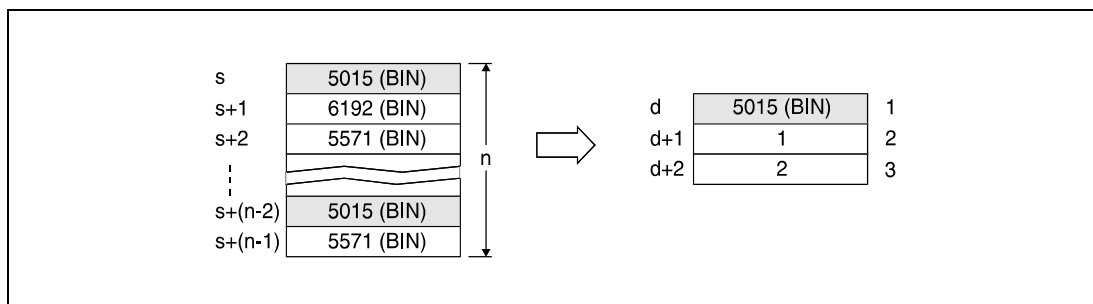 s 5015 (BIN)
s+1 6192 (BIN)
s+2 5571 (BIN)
s+(n-2) 5015 (BIN)
s+(n-1) 5571 (BIN)
n
d 5015 (BIN) 1
d+1 1 2
d+2 2 3